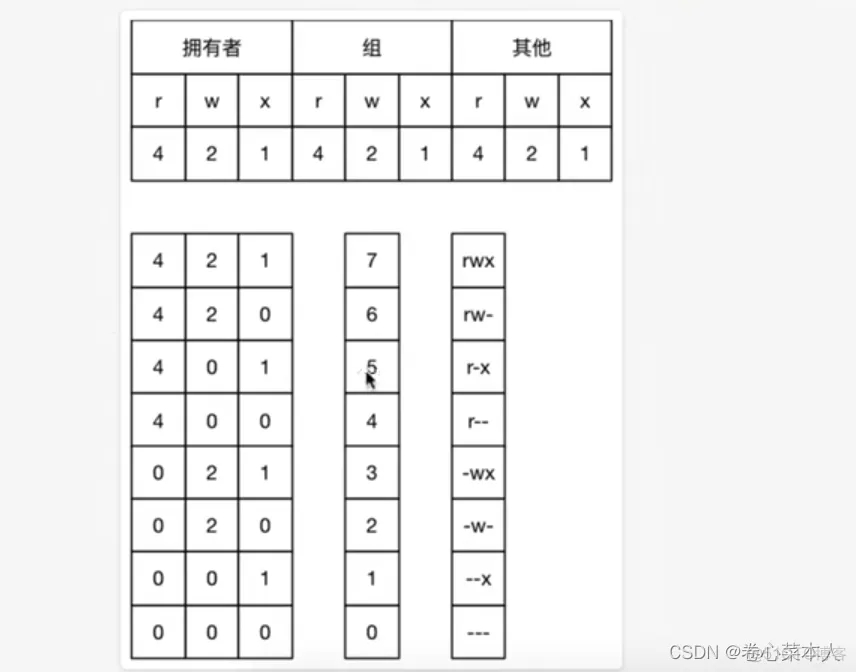 拥有者 组 其他
r w x r w x r w x
4 2 1 4 2 1 4 2 1
4 2 1 7 rwx
4 2 0 6 rw-
4 0 1 5 r-x
4 0 0 4 r--
0 2 1 3 -wx
0 2 0 2 -w-
0 0 1 1 --x
0 0 0 0 ---
CSDN @卷心菜本人